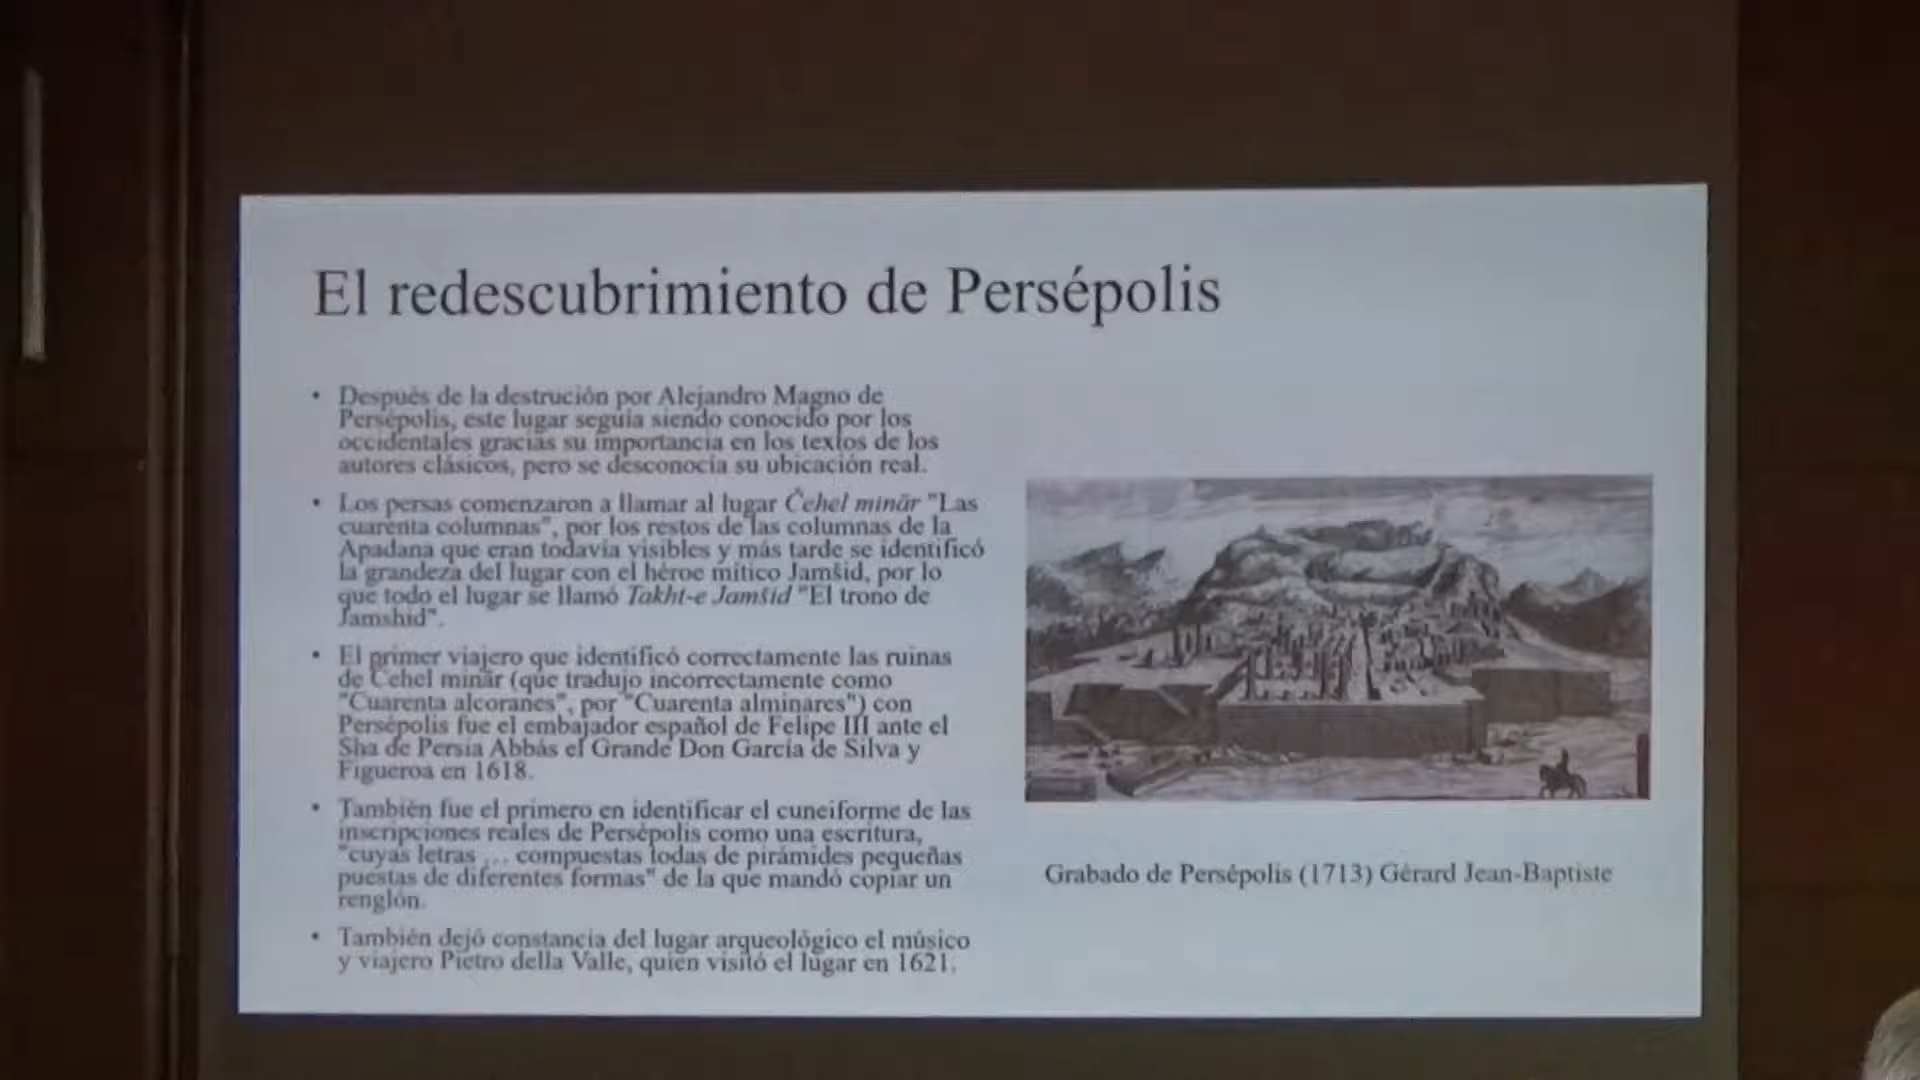 El redescubrimiento de Persépolis
• Después de la destrución por Alejandro Magno de
Persépolis, este lugar seguía siendo conocido por los
occidentales gracias su importancia en los textos de los
autores clásicos, pero se desconocía su ubicación real.
• Los persas comenzaron a llamar al lugar Čehel minār "Las
cuarenta columnas", por los restos de las columnas de la
Apadana que eran todavía visibles y más tarde se identificó
la grandeza del lugar con el héroe mítico Jamšid, por lo
que todo el lugar se llamó Takht-e Jamšid "El trono de
Jamshid".
• El primer viajero que identificó correctamente las ruinas
de Čehel minār (que tradujo incorrectamente como
"Cuarenta alcoranes", por "Cuarenta alminares") con
Persépolis fue el embajador español de Felipe III ante el
Sha de Persia Abbás el Grande Don García de Silva y
Figueroa en 1618.
• También fue el primero en identificar el cuneiforme de las
inscripciones reales de Persépolis como una escritura,
"cuyas letras ... compuestas todas de pirámides pequeñas
puestas de diferentes formas" de la que mandó copiar un
renglón.
• También dejó constancia del lugar arqueológico el músico
y viajero Pietro della Valle, quien visitó el lugar en 1621.
Grabado de Persépolis (1713) Gérard Jean-Baptiste